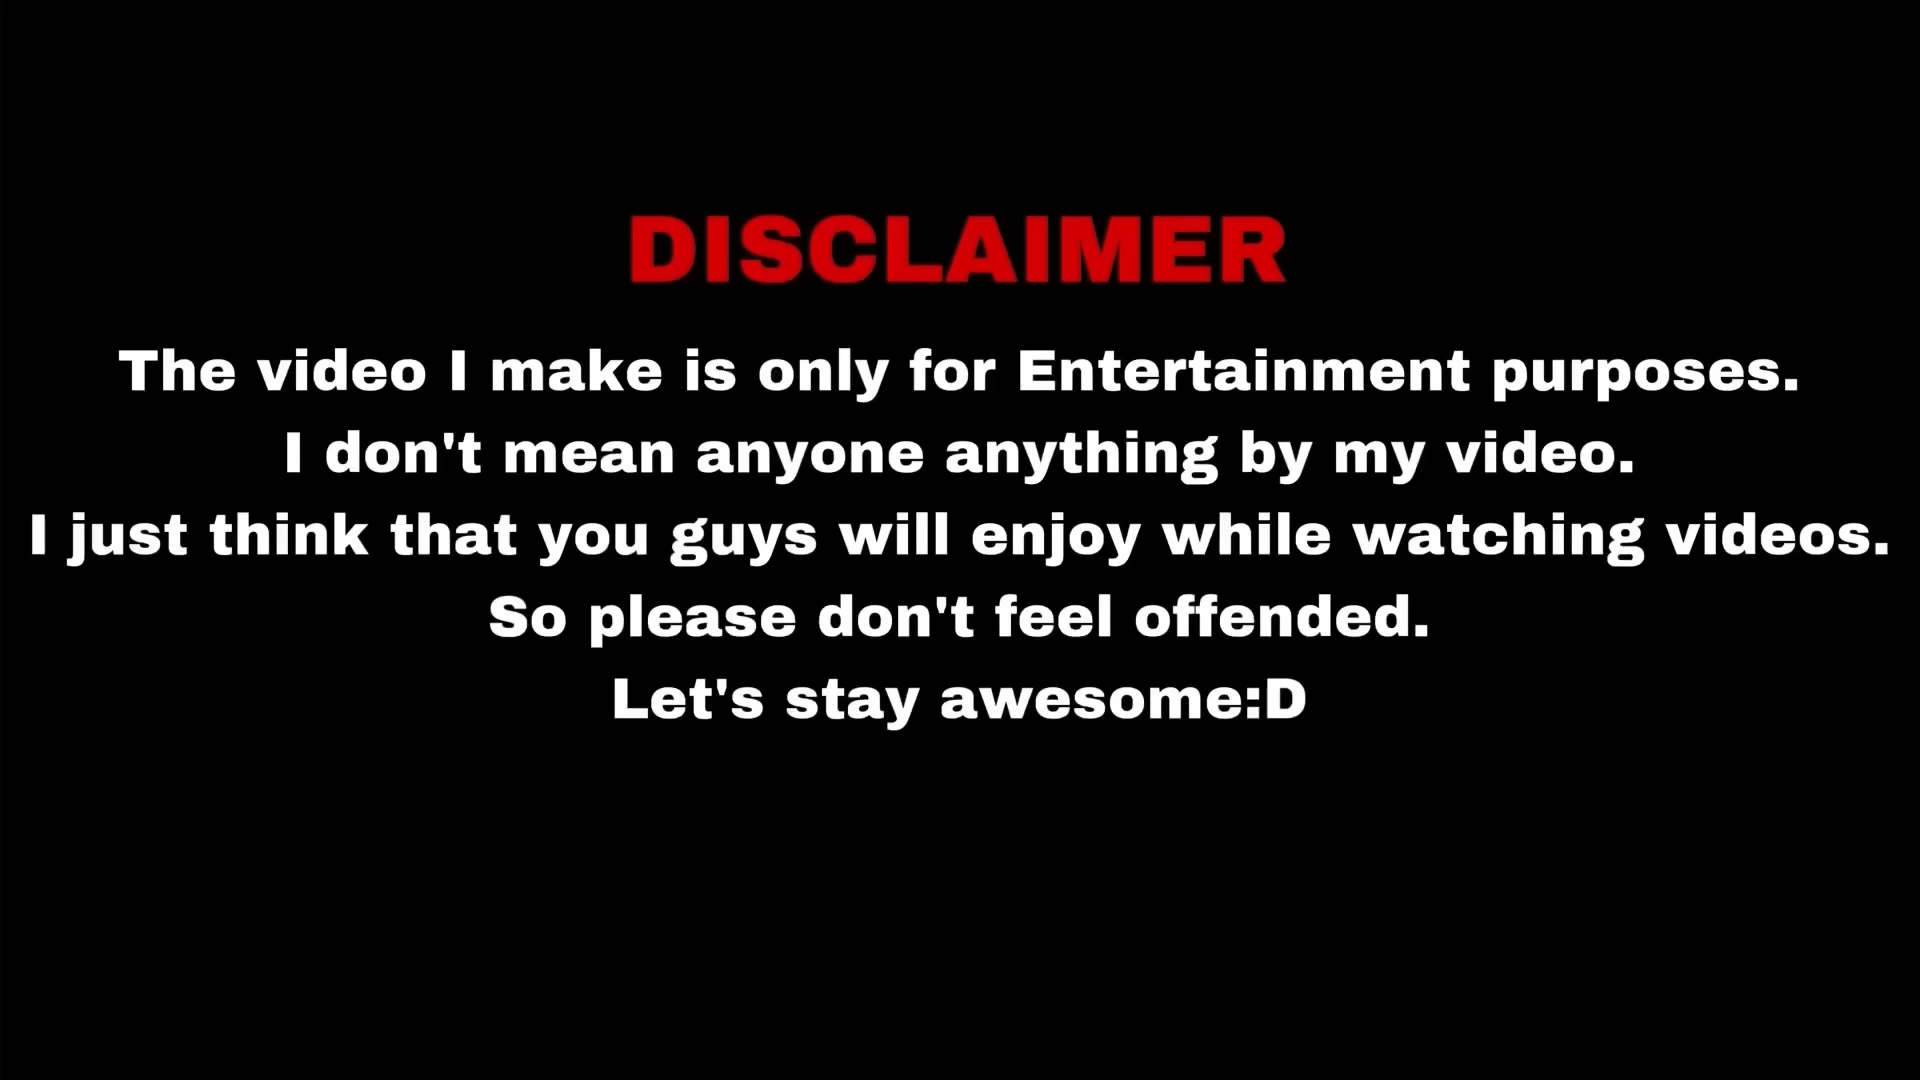 DISCLAIMER
The video I make is only for Entertainment purposes.
I don't mean anyone anything by my video.
I just think that you guys will enjoy while watching videos.
So please don't feel offended.
Let's stay awesome:D